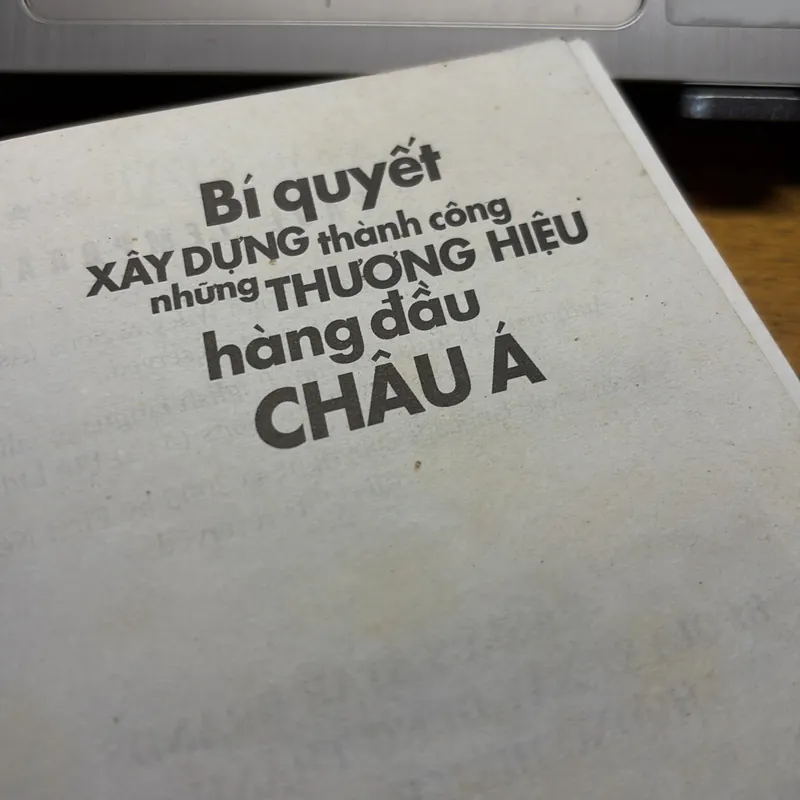 Bí quyết
XÂY DỰNG thành công
những THƯƠNG HIỆU
hàng đầu
CHÂU Á